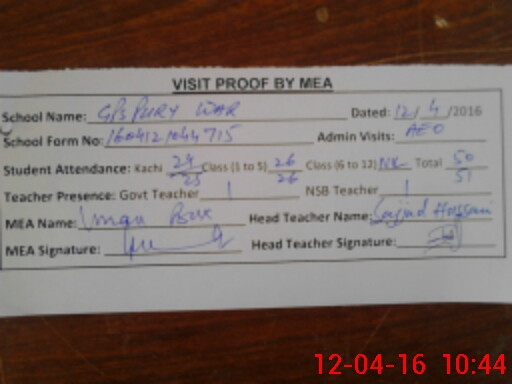 VISIT PROOF BY MEA
School Name: GPS PURY WAR Dated: 12/4/2016
School Form No: 1604121044715 Admin Visits: AEO
Student Attendance: Kachi 24/25 Class (1 to 5) 26/26 Class (6 to 12) NR Total 50/51
Teacher Presence: Govt Teacher 1 NSB Teacher 1
MEA Name: Head Teacher Name: Sajjad Hussain
MEA Signature: Head Teacher Signature:
12-04-16 10:44